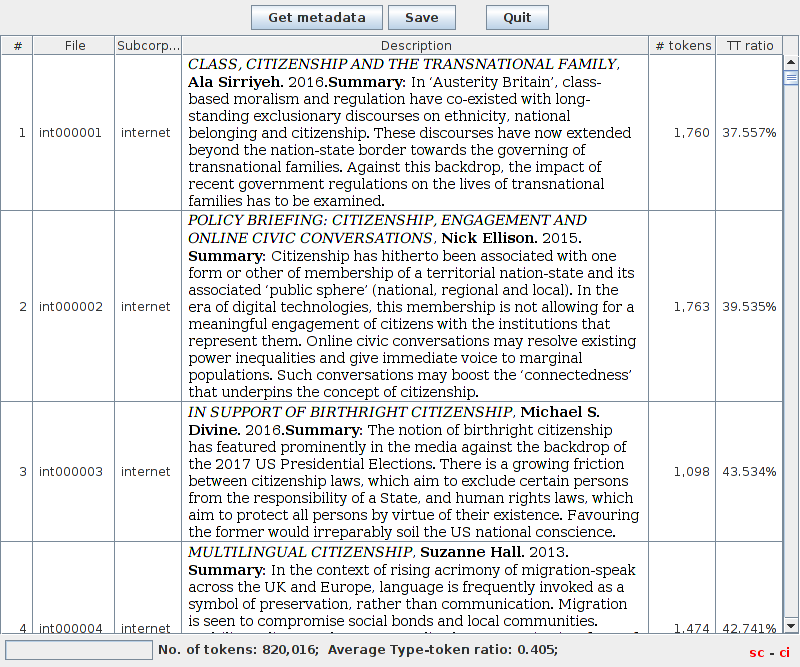 Get metadata Save Quit
# File Subcorp... Description # tokens TT ratio
CLASS, CITIZENSHIP AND THE TRANSNATIONAL FAMILY,
Ala Sirriyeh. 2016.Summary: In ‘Austerity Britain’, class-
based moralism and regulation have co-existed with long-
standing exclusionary discourses on ethnicity, national
1 int000001 internet belonging and citizenship. These discourses have now extended 1,760 37.557%
beyond the nation-state border towards the governing of
transnational families. Against this backdrop, the impact of
recent government regulations on the lives of transnational
families has to be examined.
POLICY BRIEFING: CITIZENSHIP, ENGAGEMENT AND
ONLINE CIVIC CONVERSATIONS, Nick Ellison. 2015.
Summary: Citizenship has hitherto been associated with one
form or other of membership of a territorial nation-state and its
associated ‘public sphere’ (national, regional and local). In the
2 int000002 internet era of digital technologies, this membership is not allowing for a 1,763 39.535%
meaningful engagement of citizens with the institutions that
represent them. Online civic conversations may resolve existing
power inequalities and give immediate voice to marginal
populations. Such conversations may boost the ‘connectedness’
that underpins the concept of citizenship.
IN SUPPORT OF BIRTHRIGHT CITIZENSHIP, Michael S.
Divine. 2016.Summary: The notion of birthright citizenship
has featured prominently in the media against the backdrop of
the 2017 US Presidential Elections. There is a growing friction
3 int000003 internet between citizenship laws, which aim to exclude certain persons 1,098 43.534%
from the responsibility of a State, and human rights laws, which
aim to protect all persons by virtue of their existence. Favouring
the former would irreparably soil the US national conscience.
MULTILINGUAL CITIZENSHIP, Suzanne Hall. 2013.
Summary: In the context of rising acrimony of migration-speak
across the UK and Europe, language is frequently invoked as a
symbol of preservation, rather than communication. Migration
is seen to compromise social bonds and local communities.
4 int000004 internet 1,474 42.741%
No. of tokens: 820,016; Average Type-token ratio: 0.405;
sc - ci